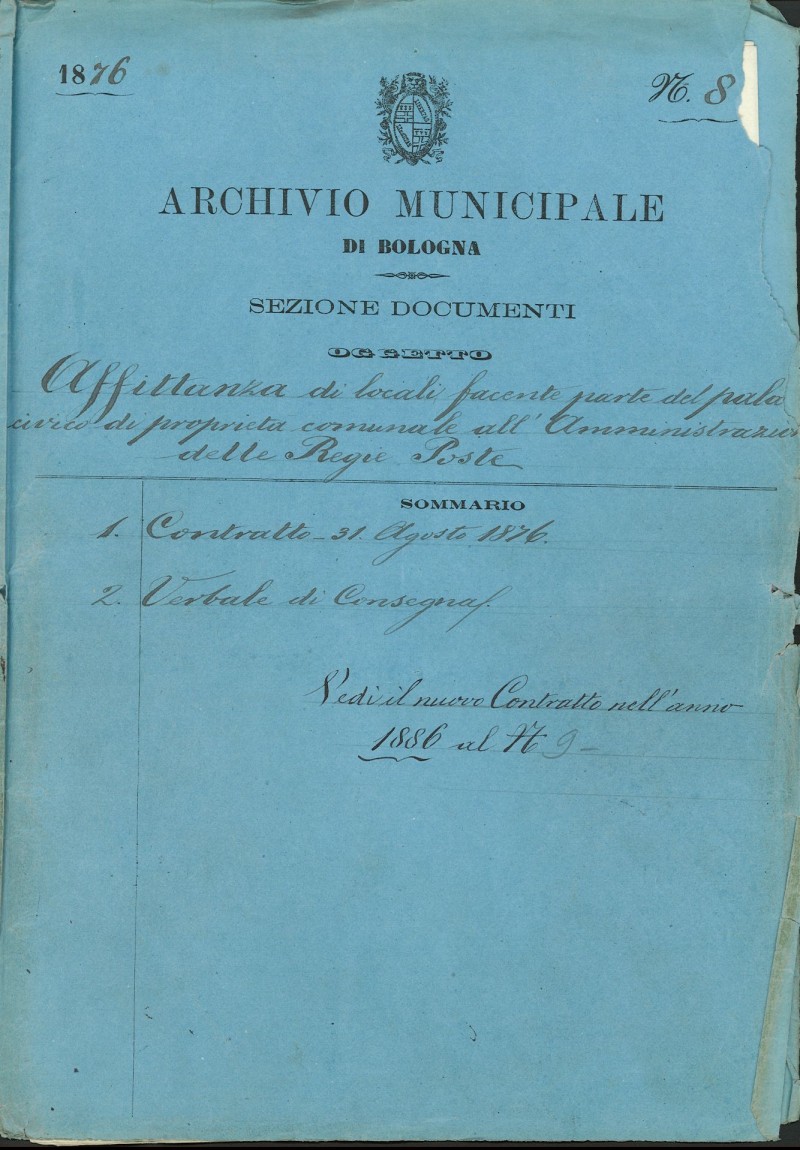 1876
N. 8
ARCHIVIO MUNICIPALE
DI BOLOGNA
SEZIONE DOCUMENTI
OGGETTO
Affittanza di locali facente parte del pala
civico di proprietà comunale all'Amministrazio
delle Regie Poste
SOMMARIO
1. Contratto - 31. Agosto 1876.
2. Verbale di Consegna.
Vedi il nuovo Contratto nell'anno
1886 al N 9 -